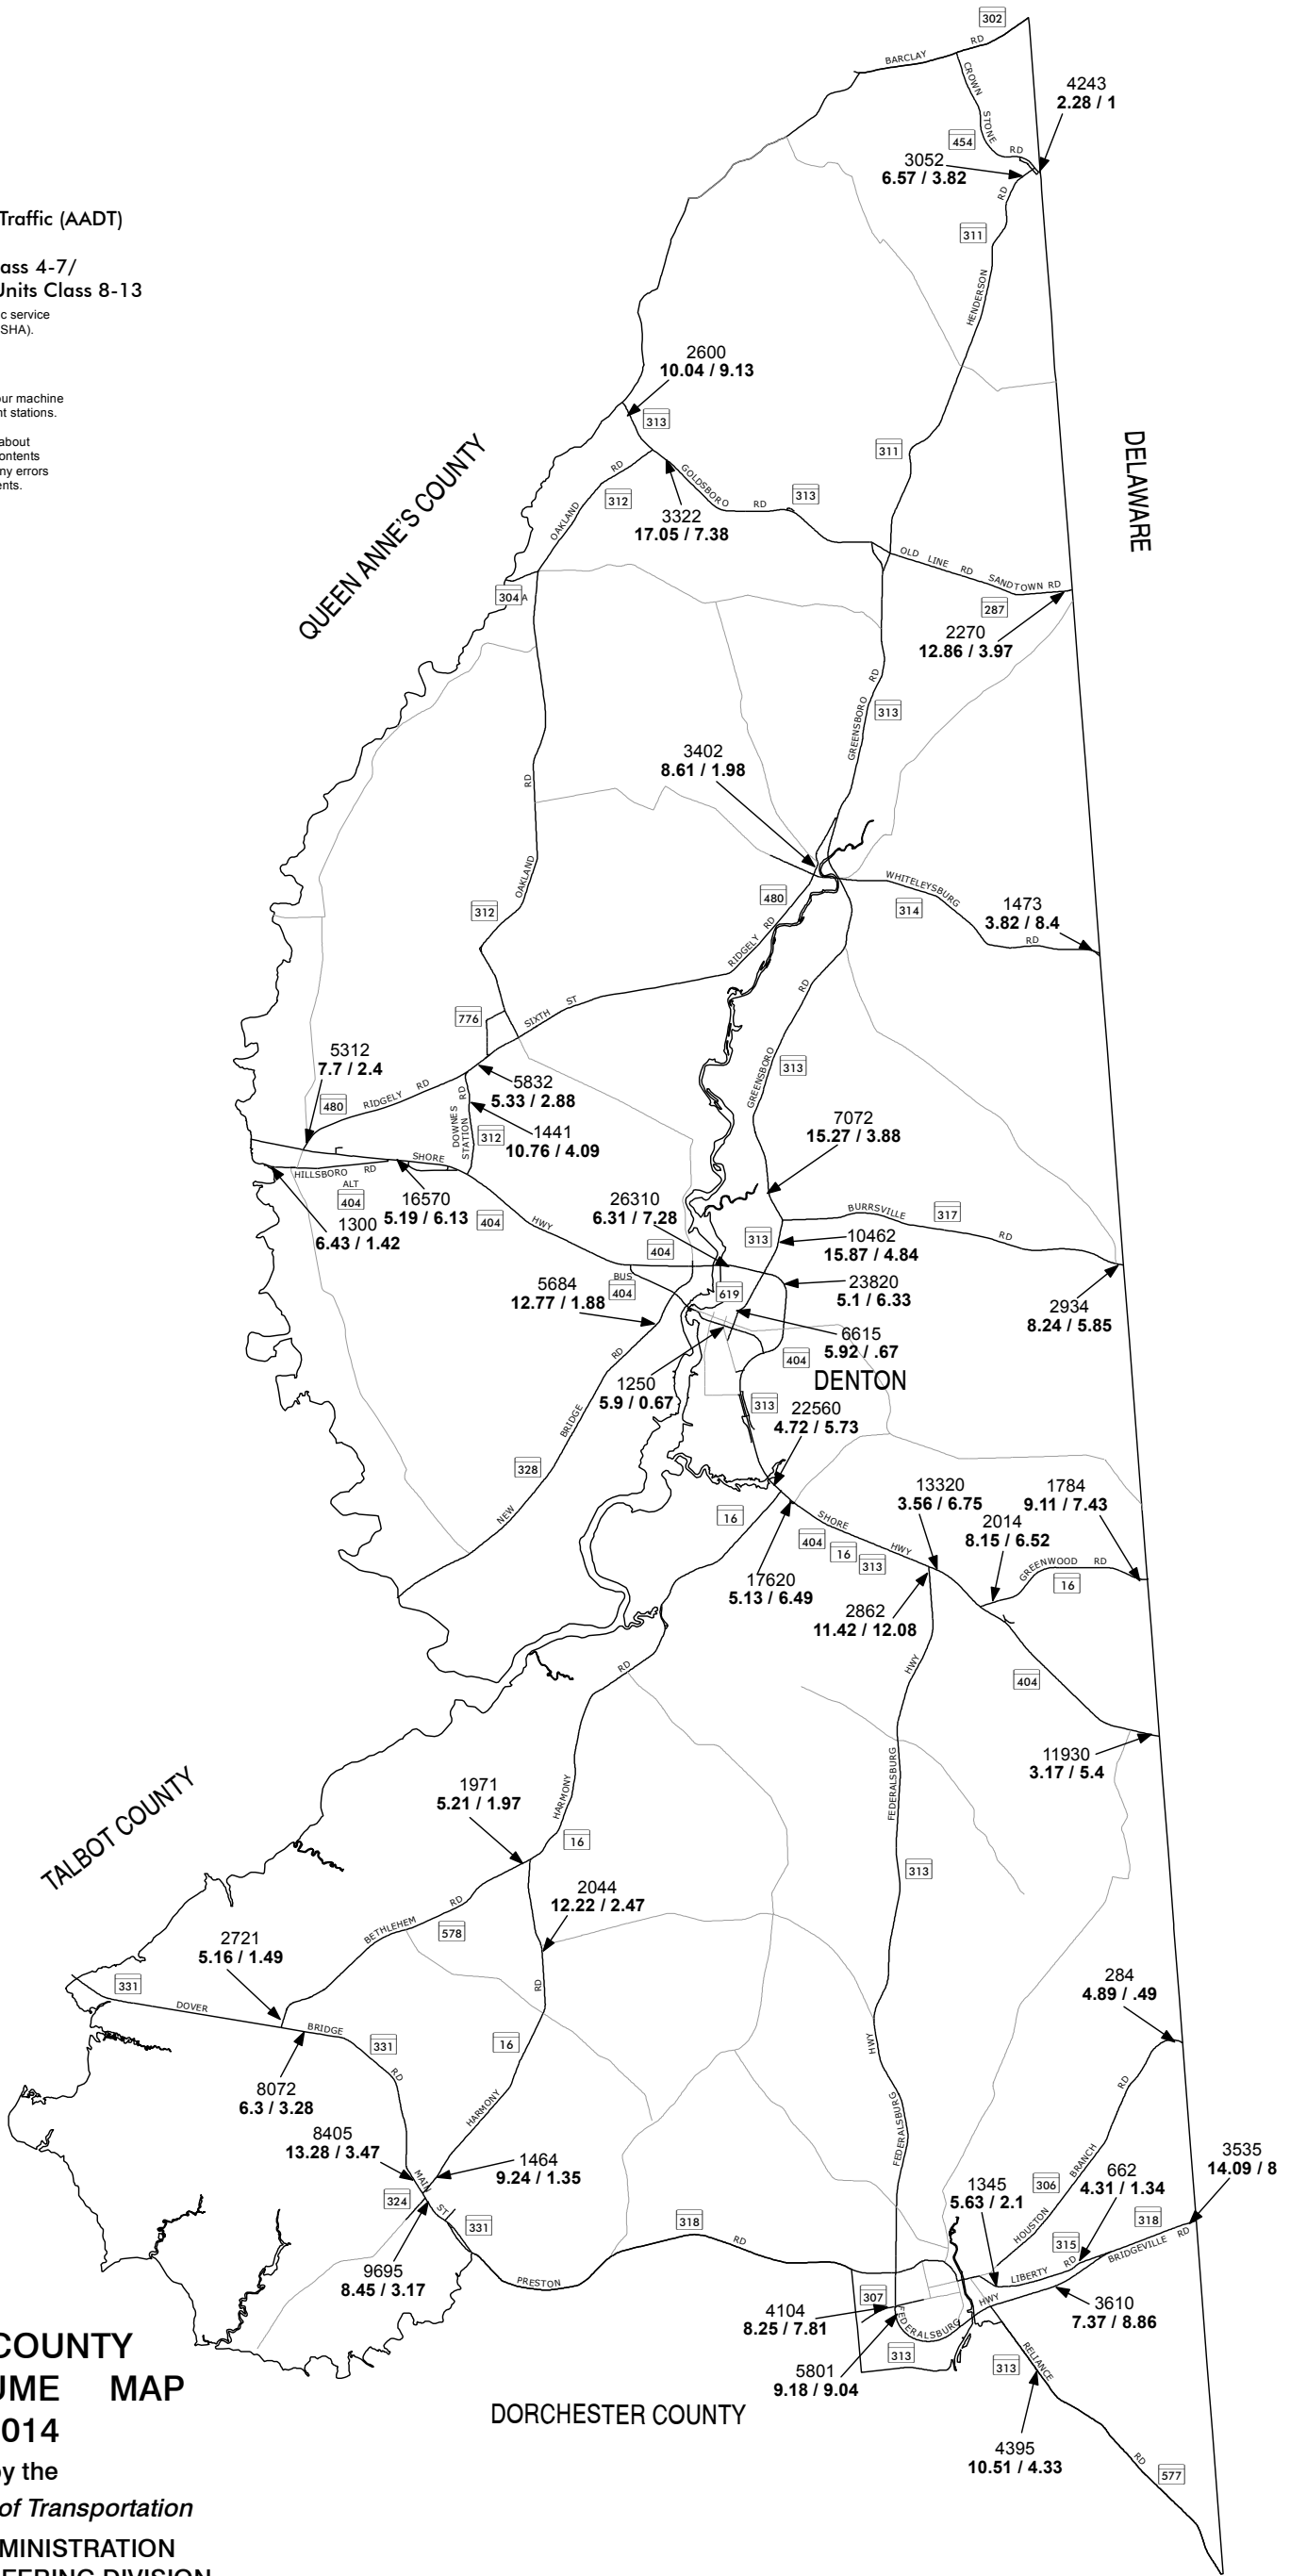 302
BARCLAY RD
CROWN STONE RD
4243
2.28 / 1
454
3052
6.57 / 3.82
RD
311
Traffic (AADT)
ass 4-7/
Units Class 8-13
c service
SHA).
HENDERSON
2600
10.04 / 9.13
our machine
nt stations.
313
about
ontents
ny errors
ents.
311
DELAWARE
QUEEN ANNE'S COUNTY
OAKLAND RD
312
GOLDSBORO RD
313
3322
17.05 / 7.38
OLD LINE RD
SANDTOWN RD
304 A
287
2270
12.86 / 3.97
GREENSBORO RD
313
3402
8.61 / 1.98
RD
OAKLAND
480
WHITELEYSBURG
314
1473
3.82 / 8.4
RD
312
RIDGELY RD
RD
776
SIXTH ST
5312
7.7 / 2.4
GREENSBORO
313
5832
5.33 / 2.88
480
RIDGELY RD
DOWNES
STATION RD
312
1441
10.76 / 4.09
7072
15.27 / 3.88
SHORE
HILLSBORO RD
ALT
404
16570
5.19 / 6.13
404
HWY
26310
6.31 / 7.28
BURRSVILLE
317
RD
1300
6.43 / 1.42
313
10462
15.87 / 4.84
404
BUS
404
5684
12.77 / 1.88
619
23820
5.1 / 6.33
2934
8.24 / 5.85
6615
5.92 / .67
RD
404
1250
5.9 / 0.67
DENTON
BRIDGE
313
22560
4.72 / 5.73
328
NEW
13320
3.56 / 6.75
1784
9.11 / 7.43
16
SHORE
HWY
404
16
313
2014
8.15 / 6.52
GREENWOOD RD
16
17620
5.13 / 6.49
2862
11.42 / 12.08
RD
HWY
404
11930
3.17 / 5.4
TALBOT COUNTY
1971
5.21 / 1.97
HARMONY
FEDERALSBURG
16
313
2044
12.22 / 2.47
BETHLEHEM RD
578
2721
5.16 / 1.49
331
284
4.89 / .49
DOVER
BRIDGE
RD
331
RD
16
HWY
8072
6.3 / 3.28
HARMONY
FEDERALSBURG
RD
8405
13.28 / 3.47
1464
9.24 / 1.35
MAIN
ST
324
331
BRANCH
306
HOUSTON
3535
14.09 / 8
662
4.31 / 1.34
1345
5.63 / 2.1
318
RD
318
315
LIBERTY RD
BRIDGEVILLE RD
9695
8.45 / 3.17
PRESTON
307
HWY
3610
7.37 / 8.86
4104
8.25 / 7.81
FEDERALSBURG
313
5801
9.18 / 9.04
RELIANCE
313
COUNTY
UME MAP
014
DORCHESTER COUNTY
4395
10.51 / 4.33
RD
577
by the
of Transportation
MINISTRATION
EERING DIVISION